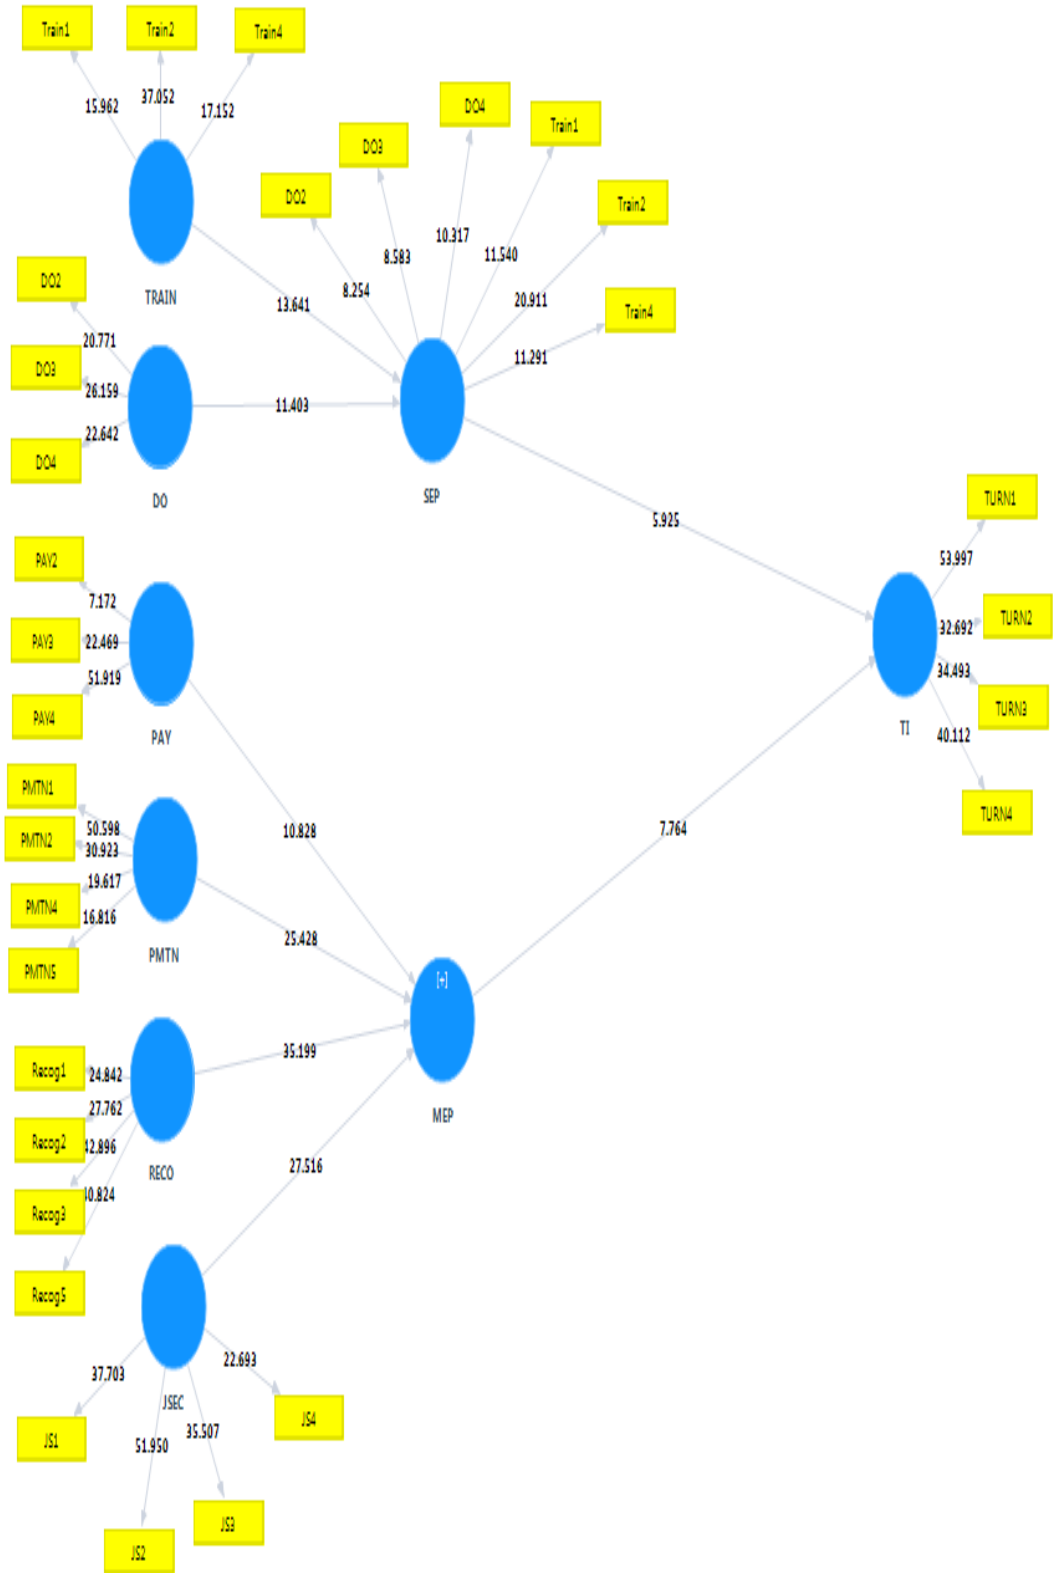 Train1
Train2
Train4
15.962
37.052
17.152
TRAIN
DO2
DO3
DO4
Train1
Train2
Train4
8.254
8.583
10.317
11.540
20.911
11.291
13.641
DO2
DO3
DO4
20.771
26.159
22.642
DO
11.403
SEP
5.925
PAY2
PAY3
PAY4
7.172
22.469
51.919
PAY
10.828
TURN1
TURN2
TURN3
TURN4
53.997
32.692
34.493
40.112
TI
7.764
PMTN1
PMTN2
PMTN4
PMTN5
50.598
30.923
19.617
16.816
PMTN
25.428
[+]
MEP
Recog1
Recog2
Recog3
Recog5
24.842
27.762
42.896
40.824
RECO
35.199
27.516
JSEC
37.703
51.950
35.507
22.693
JS1
JS2
JS3
JS4